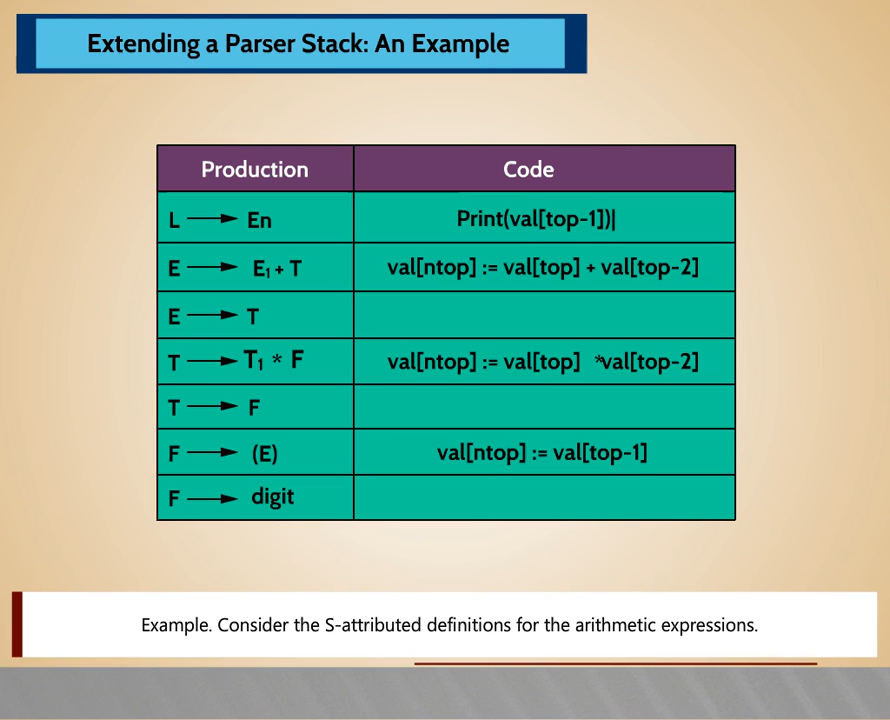 Extending a Parser Stack: An Example
Production Code
L → En Print(val[top-1])|
E → E₁ + T val[ntop] := val[top] + val[top-2]
E → T
T → T₁ * F val[ntop] := val[top] *val[top-2]
T → F
F → (E) val[ntop] := val[top-1]
F → digit
Example. Consider the S-attributed definitions for the arithmetic expressions.